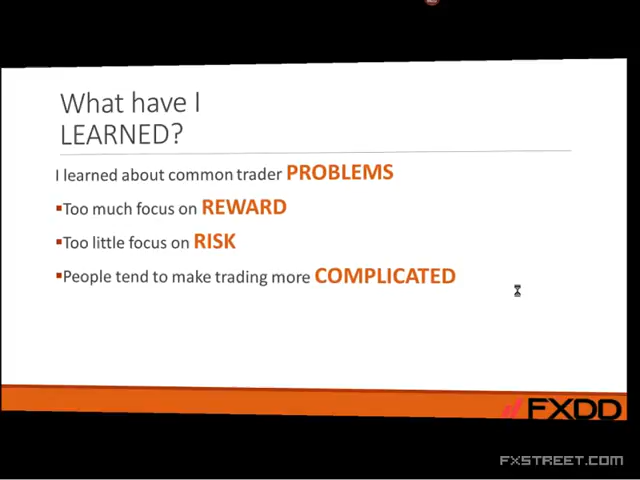 What have I
LEARNED?
I learned about common trader PROBLEMS
▪Too much focus on REWARD
▪Too little focus on RISK
▪People tend to make trading more COMPLICATED
FXDD
FXSTREET.COM